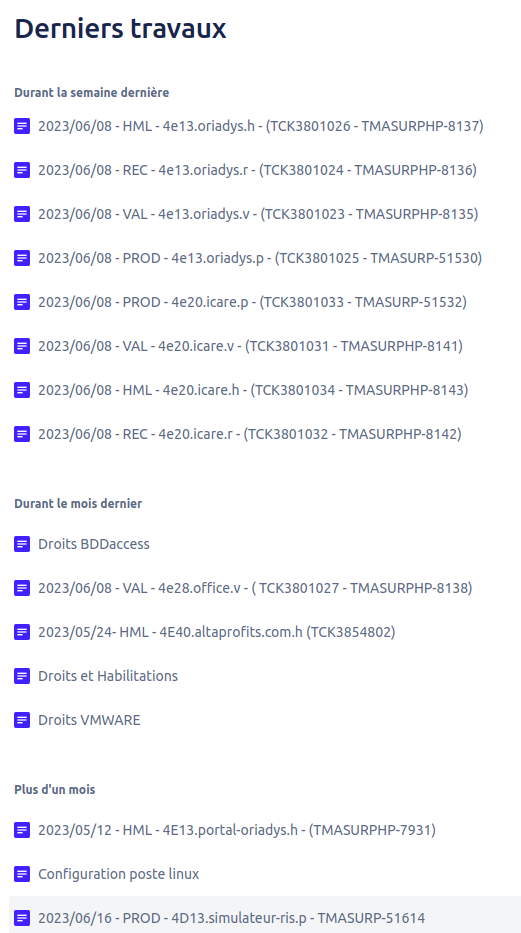 Derniers travaux
Durant la semaine dernière
2023/06/08 - HML - 4e13.oriadys.h - (TCK3801026 - TMASURPHP-8137)
2023/06/08 - REC - 4e13.oriadys.r - (TCK3801024 - TMASURPHP-8136)
2023/06/08 - VAL - 4e13.oriadys.v - (TCK3801023 - TMASURPHP-8135)
2023/06/08 - PROD - 4e13.oriadys.p - (TCK3801025 - TMASURP-51530)
2023/06/08 - PROD - 4e20.icare.p - (TCK3801033 - TMASURP-51532)
2023/06/08 - VAL - 4e20.icare.v - (TCK3801031 - TMASURPHP-8141)
2023/06/08 - HML - 4e20.icare.h - (TCK3801034 - TMASURPHP-8143)
2023/06/08 - REC - 4e20.icare.r - (TCK3801032 - TMASURPHP-8142)
Durant le mois dernier
Droits BDDaccess
2023/06/08 - VAL - 4e28.office.v - ( TCK3801027 - TMASURPHP-8138)
2023/05/24- HML - 4E40.altaprofits.com.h (TCK3854802)
Droits et Habilitations
Droits VMWARE
Plus d'un mois
2023/05/12 - HML - 4E13.portal-oriadys.h - (TMASURPHP-7931)
Configuration poste linux
2023/06/16 - PROD - 4D13.simulateur-ris.p - TMASURP-51614